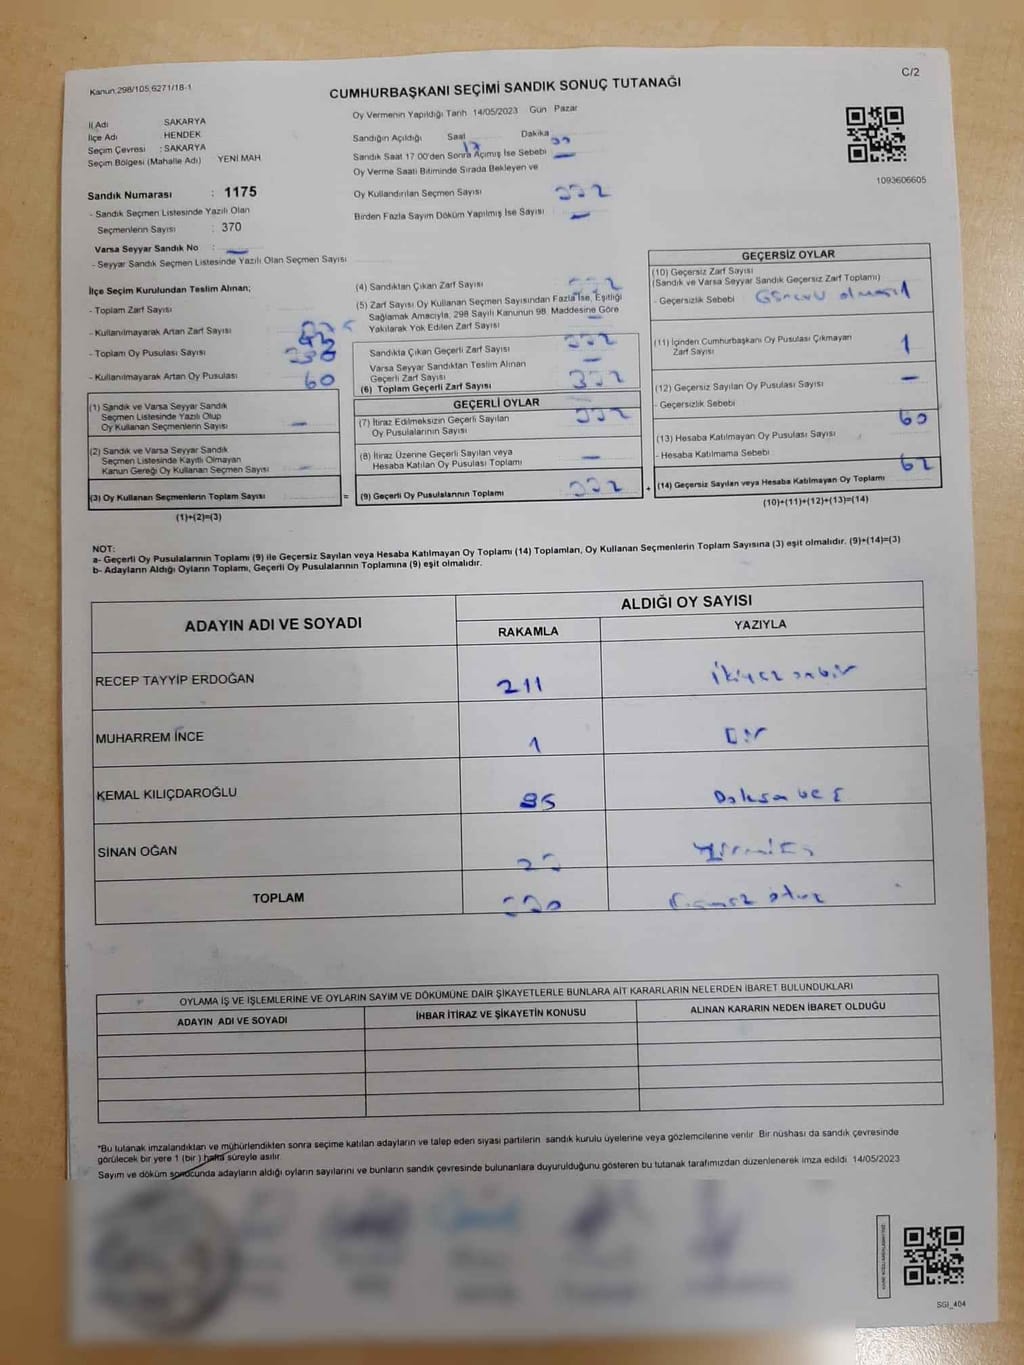 Kanun.298/105,6271/18-1
CUMHURBAŞKANI SEÇİMİ SANDIK SONUÇ TUTANAĞI
C/2
İl Adı SAKARYA
İlçe Adı HENDEK
Seçim Çevresi : SAKARYA
Seçim Bölgesi (Mahalle Adı) YENİ MAH
Sandık Numarası : 1175
- Sandık Seçmen Listesinde Yazılı Olan
Seçmenlerin Sayısı : 370
Varsa Seyyar Sandık No :
- Seyyar Sandık Seçmen Listesinde Yazılı Olan Seçmen Sayısı
Oy Vermenin Yapıldığı Tarih 14/05/2023 Gün Pazar
Sandığın Açıldığı Saat 17 Dakika
Sandık Saat 17:00'den Sonra Açımış İse Sebebi
Oy Verme Saati Bitiminde Sırada Bekleyen ve
Oy Kullandırılan Seçmen Sayısı
Birden Fazla Sayım Döküm Yapılmış İse Sayısı
1093606605
İlçe Seçim Kurulundan Teslim Alınan;
- Toplam Zarf Sayısı
- Kullanılmayarak Artan Zarf Sayısı
- Toplam Oy Pusulası Sayısı
- Kullanılmayarak Artan Oy Pusulası 60
(1) Sandık ve Varsa Seyyar Sandık
Seçmen Listesinde Yazılı Olup
Oy Kullanan Seçmenlerin Sayısı
(2) Sandık ve Varsa Seyyar Sandık
Seçmen Listesinde Kayıtlı Olmayan
Kanun Gereği Oy Kullanan Seçmen Sayısı
(3) Oy Kullanan Seçmenlerin Toplam Sayısı =
(1)+(2)=(3)
(4) Sandıktan Çıkan Zarf Sayısı
(5) Zarf Sayısı Oy Kullanan Seçmen Sayısından Fazla İse, Eşitliği
Sağlamak Amacıyla, 298 Sayılı Kanunun 98. Maddesine Göre
Yakılarak Yok Edilen Zarf Sayısı
Sandıkta Çıkan Geçerli Zarf Sayısı
Varsa Seyyar Sandıktan Teslim Alınan
Geçerli Zarf Sayısı
(6) Toplam Geçerli Zarf Sayısı
GEÇERLİ OYLAR
(7) İtiraz Edilmeksizin Geçerli Sayılan
Oy Pusulalarının Sayısı
(8) İtiraz Üzerine Geçerli Sayılan veya
Hesaba Katılan Oy Pusulası Toplamı
(9) Geçerli Oy Pusulalarının Toplamı +
GEÇERSİZ OYLAR
(10) Geçersiz Zarf Sayısı
(Sandık ve Varsa Seyyar Sandık Geçersiz Zarf Toplamı)
- Geçersizlik Sebebi
(11) İçinden Cumhurbaşkanı Oy Pusulası Çıkmayan
Zarf Sayısı 1
(12) Geçersiz Sayılan Oy Pusulası Sayısı
- Geçersizlik Sebebi
(13) Hesaba Katılmayan Oy Pusulası Sayısı 60
- Hesaba Katılmama Sebebi
(14) Geçersiz Sayılan veya Hesaba Katılmayan Oy Toplamı 62
(10)+(11)+(12)+(13)=(14)
NOT:
a- Geçerli Oy Pusulalarının Toplamı (9) ile Geçersiz Sayılan veya Hesaba Katılmayan Oy Toplamı (14) Toplamları, Oy Kullanan Seçmenlerin Toplam Sayısına (3) eşit olmalıdır. (9)+(14)=(3)
b- Adayların Aldığı Oyların Toplamı, Geçerli Oy Pusulalarının Toplamına (9) eşit olmalıdır.
ADAYIN ADI VE SOYADI ALDIĞI OY SAYISI
RAKAMLA YAZIYLA
RECEP TAYYİP ERDOĞAN 211
MUHARREM İNCE 1 Bir
KEMAL KILIÇDAROĞLU 95 Doksan beş
SİNAN OĞAN
TOPLAM
OYLAMA İŞ VE İŞLEMLERİNE VE OYLARIN SAYIM VE DÖKÜMÜNE DAİR ŞİKAYETLERLE BUNLARA AİT KARARLARIN NELERDEN İBARET BULUNDUKLARI
ADAYIN ADI VE SOYADI İHBAR İTİRAZ VE ŞİKAYETİN KONUSU ALINAN KARARIN NEDEN İBARET OLDUĞU
*Bu tutanak imzalandıktan ve mühürlendikten sonra seçime katılan adayların ve talep eden siyasi partilerin sandık kurulu üyelerine veya gözlemcilerine verilir. Bir nüshası da sandık çevresinde
görülecek bir yere 1 (bir) hafta süreyle asılır.
Sayım ve döküm sonucunda adayların aldığı oyların sayılarını ve bunların sandık çevresinde bulunanlara duyurulduğunu gösteren bu tutanak tarafımızdan düzenlenerek imza edildi. 14/05/2023
SGI_404